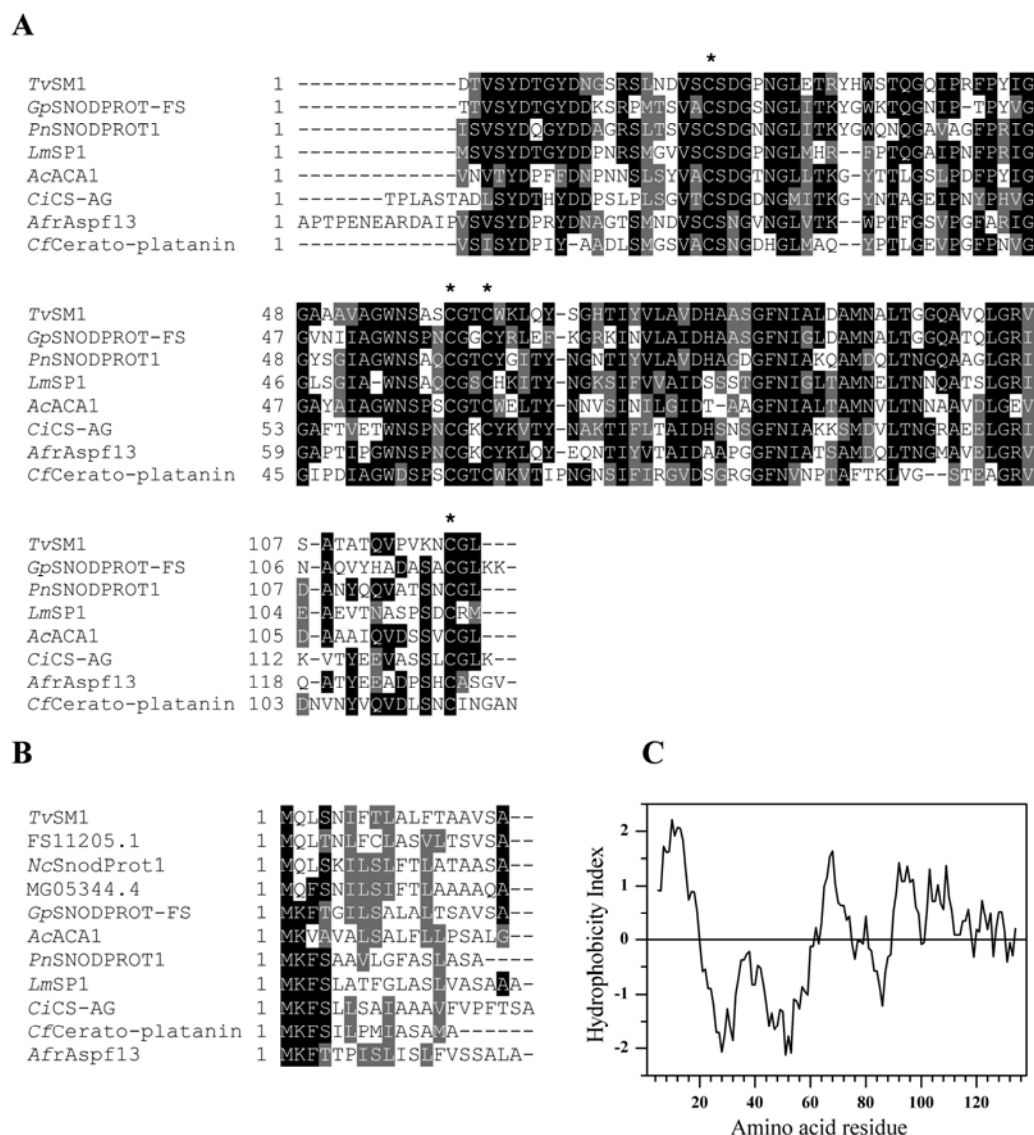 A
*
TvSM1 1 -------------DTVSYDTGYDNGSRSLNDVSCSDGPNGLETRYHWSTQGQIPRFPYIG
GpSNODPROT-FS 1 -------------TTVSYDTGYDDKSRPMTSVACSDGSNGLITKYGWKTQGNIP-TPYVG
PnSNODPROT1 1 -------------ISVSYDQGYDDAGRSLTSVSCSDGNNGLITKYGWQNQGAVAGFPRIG
LmSP1 1 -------------MSVSYDTGYDDPNRSMGVVSCSDGPNGLMHR--FPTQGAIPNFPRIG
AcACA1 1 -------------VNVTYDPFFDNPNNSLSYVACSDGTNGLLTKG-YTTLGSLPDFPYIG
CiCS-AG 1 -------TPLASTADLSYDTHYDDPSLPLSGVTCSDGDNGMITKG-YNTAGEIPNYPHVG
AfrAspf13 1 APTPENEARDAIPVSVSYDPRYDNAGTSMNDVSCSNGVNGLVTK--WPTFGSVPGFARIG
CfCerato-platanin 1 -------------VSISYDPIY-AADLSMGSVACSNGDHGLMAQ--YPTLGEVPGFPNVG
* *
TvSM1 48 GAAAVAGWNSASCGTCWKLQY-SGHTIYVLAVDHAASGFNIALDAMNALTGGQAVQLGRV
GpSNODPROT-FS 47 GVNIIAGWNSPNCGGCYRLEF-KGRKINVLAIDHAASGFNIGLDAMNALTGGQATQLGRI
PnSNODPROT1 48 GYSGIAGWNSAQCGTCYGITY-NGNTIYVLAVDHAGDGFNIAKQAMDQLTNGQAAGLGRI
LmSP1 46 GLSGIA-WNSAQCGSCHKITY-NGKSIFVVAIDSSSTGFNIGLTAMNELTNNQATSLGRI
AcACA1 47 GAYAIAGWNSPSCGTCWELTY-NNVSINILGIDT-AAGFNIALTAMNVLTNNAAVDLGEV
CiCS-AG 53 GAFTVETWNSPNCGKCYKVTY-NAKTIFLTAIDHSNSGFNIAKKSMDVLTNGRAEELGRI
AfrAspf13 59 GAPTIPGWNSPNCGKCYKLQY-EQNTIYVTAIDAAPGGFNIATSAMDQLTNGMAVELGRV
CfCerato-platanin 45 GIPDIAGWDSPSCGTCWKVTIPNGNSIFIRGVDSGRGGFNVNPTAFTKLVG--STEAGRV
*
TvSM1 107 S-ATATQVPVKNCGL---
GpSNODPROT-FS 106 N-AQVYHADASACGLKK-
PnSNODPROT1 107 D-ANYQQVATSNCGL---
LmSP1 104 E-AEVTNASPSDCRM---
AcACA1 105 D-AAAIQVDSSVCGL---
CiCS-AG 112 K-VTYEEVASSLCGLK--
AfrAspf13 118 Q-ATYEEADPSHCASGV-
CfCerato-platanin 103 DNVNYVQVDLSNCINGAN
B
TvSM1 1 MQLSNIFTLALFTAAVSA--
FS11205.1 1 MQLTNLFCLASVLTSVSA--
NcSnodProt1 1 MQLSKILSLFTLATAASA--
MG05344.4 1 MQFSNILSIFTLAAAAQA--
GpSNODPROT-FS 1 MKFTGILSALALTSAVSA--
AcACA1 1 MKVAVALSALFLLPSALG--
PnSNODPROT1 1 MKFSAAVLGFASLASA----
LmSP1 1 MKFSLATFGLASLVASAAA-
CiCS-AG 1 MKFSLLSAIAAAVFVPFTSA
CfCerato-platanin 1 MKFSILPMIASAMA------
AfrAspf13 1 MKFTTPISLISLFVSSALA-
C
Hydrophobicity Index
2
1
0
-1
-2
20 40 60 80 100 120
Amino acid residue